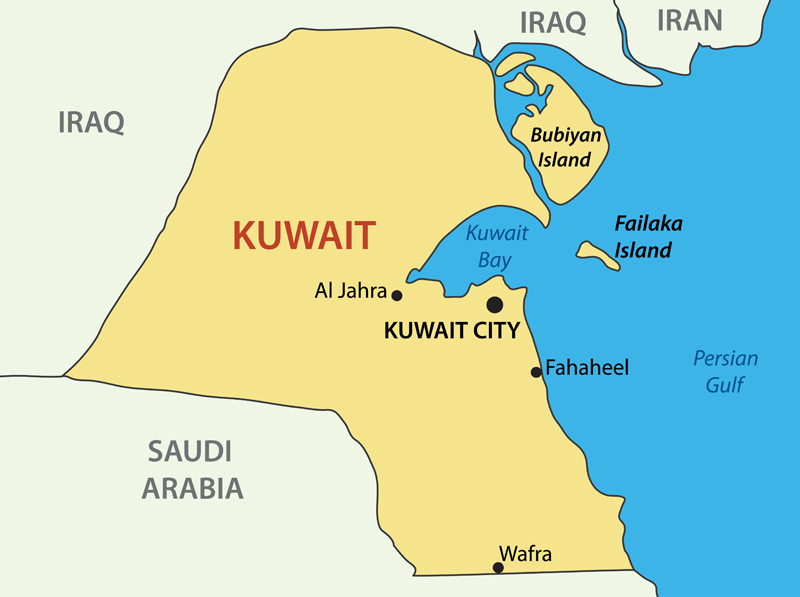 IRAQ
IRAN
IRAQ
Bubiyan
Island
KUWAIT
Kuwait
Bay
Failaka
Island
Al Jahra
KUWAIT CITY
Fahaheel
Persian
Gulf
SAUDI
ARABIA
Wafra